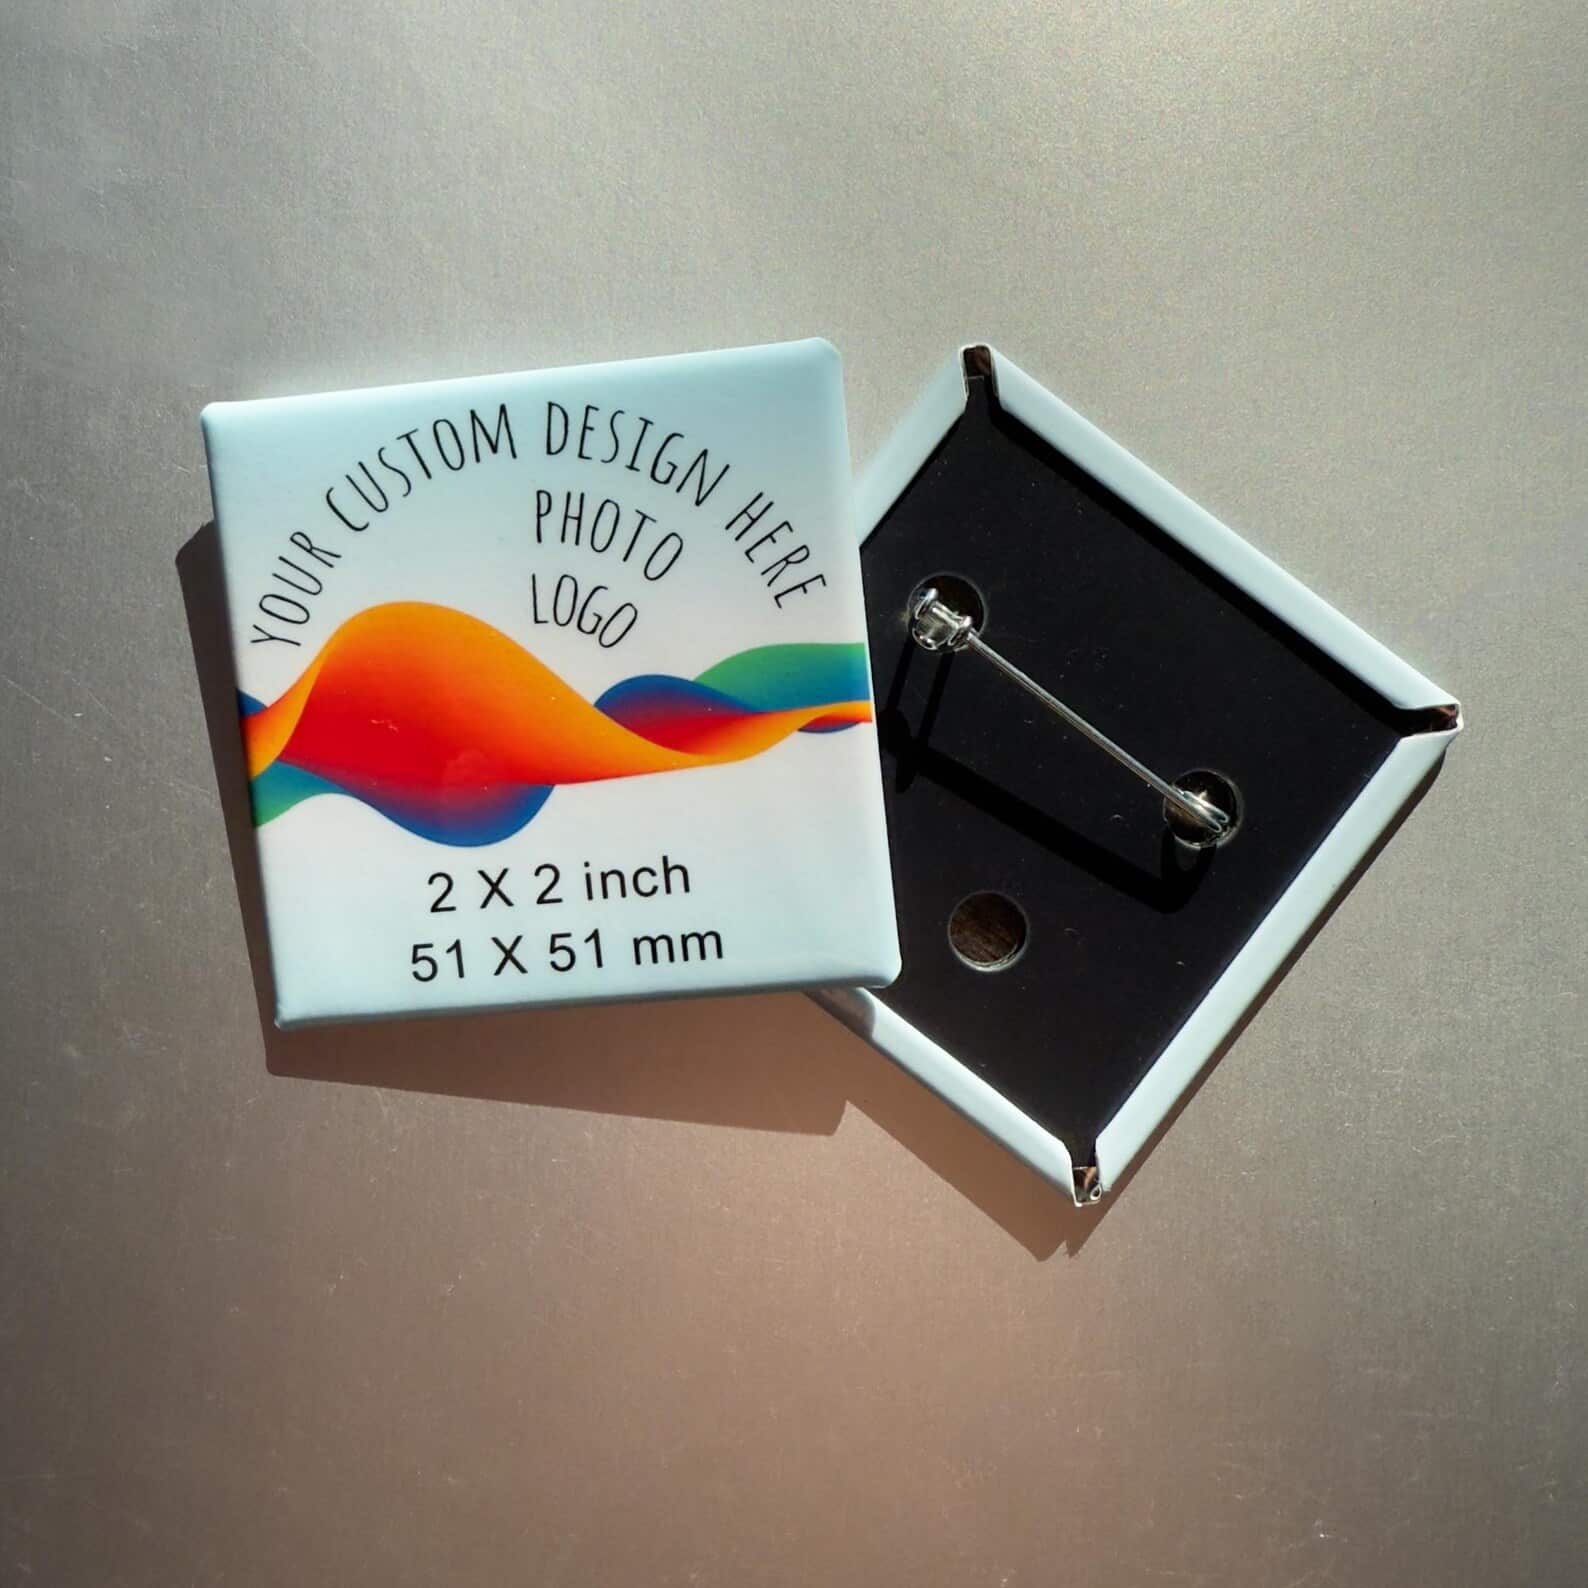 YOUR CUSTOM DESIGN HERE
PHOTO
LOGO
2 X 2 inch
51 X 51 mm